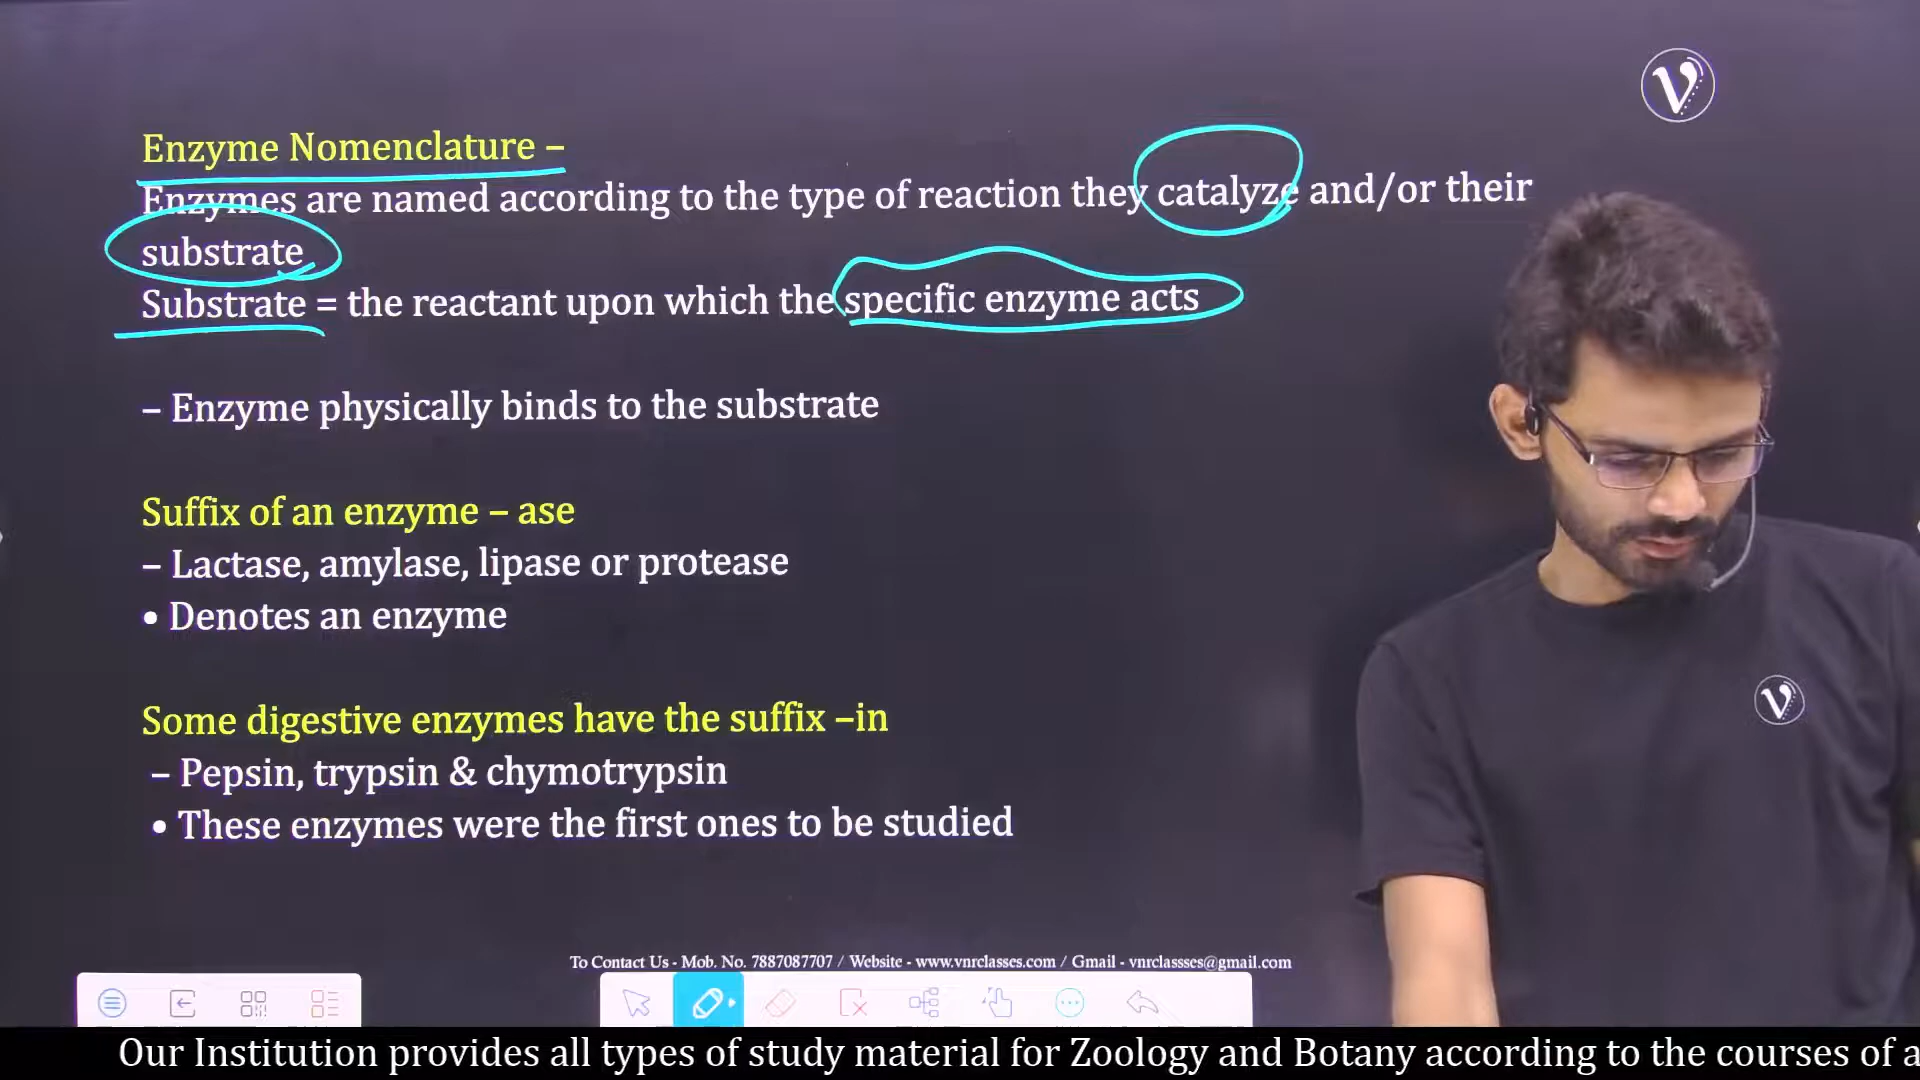 Enzyme Nomenclature –
Enzymes are named according to the type of reaction they catalyze and/or their
substrate
Substrate = the reactant upon which the specific enzyme acts
– Enzyme physically binds to the substrate
Suffix of an enzyme – ase
– Lactase, amylase, lipase or protease
• Denotes an enzyme
Some digestive enzymes have the suffix –in
– Pepsin, trypsin & chymotrypsin
• These enzymes were the first ones to be studied
To Contact Us - Mob. No. 7887087707 / Website - www.vnrclasses.com / Gmail - vnrclassses@gmail.com
Our Institution provides all types of study material for Zoology and Botany according to the courses of a
V
V